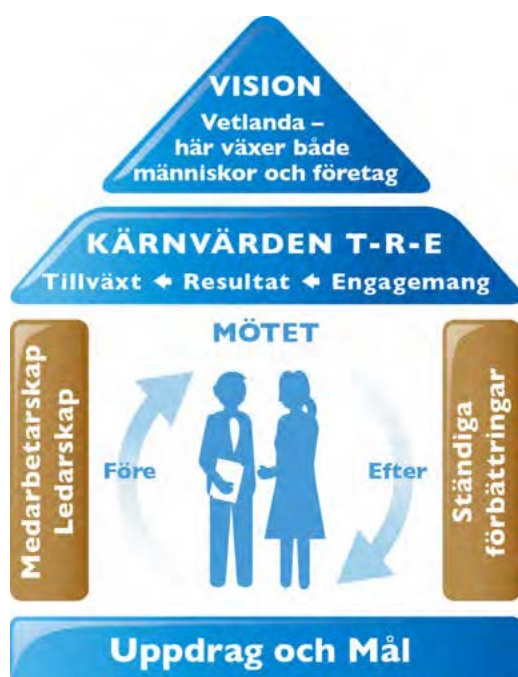 VISION
Vetlanda –
här växer både
människor och företag
KÄRNVÄRDEN T-R-E
Tillväxt ← Resultat ← Engagemang
MÖTET
Medarbetarskap
Ledarskap
Före
Efter
Ständiga
förbättringar
Uppdrag och Mål